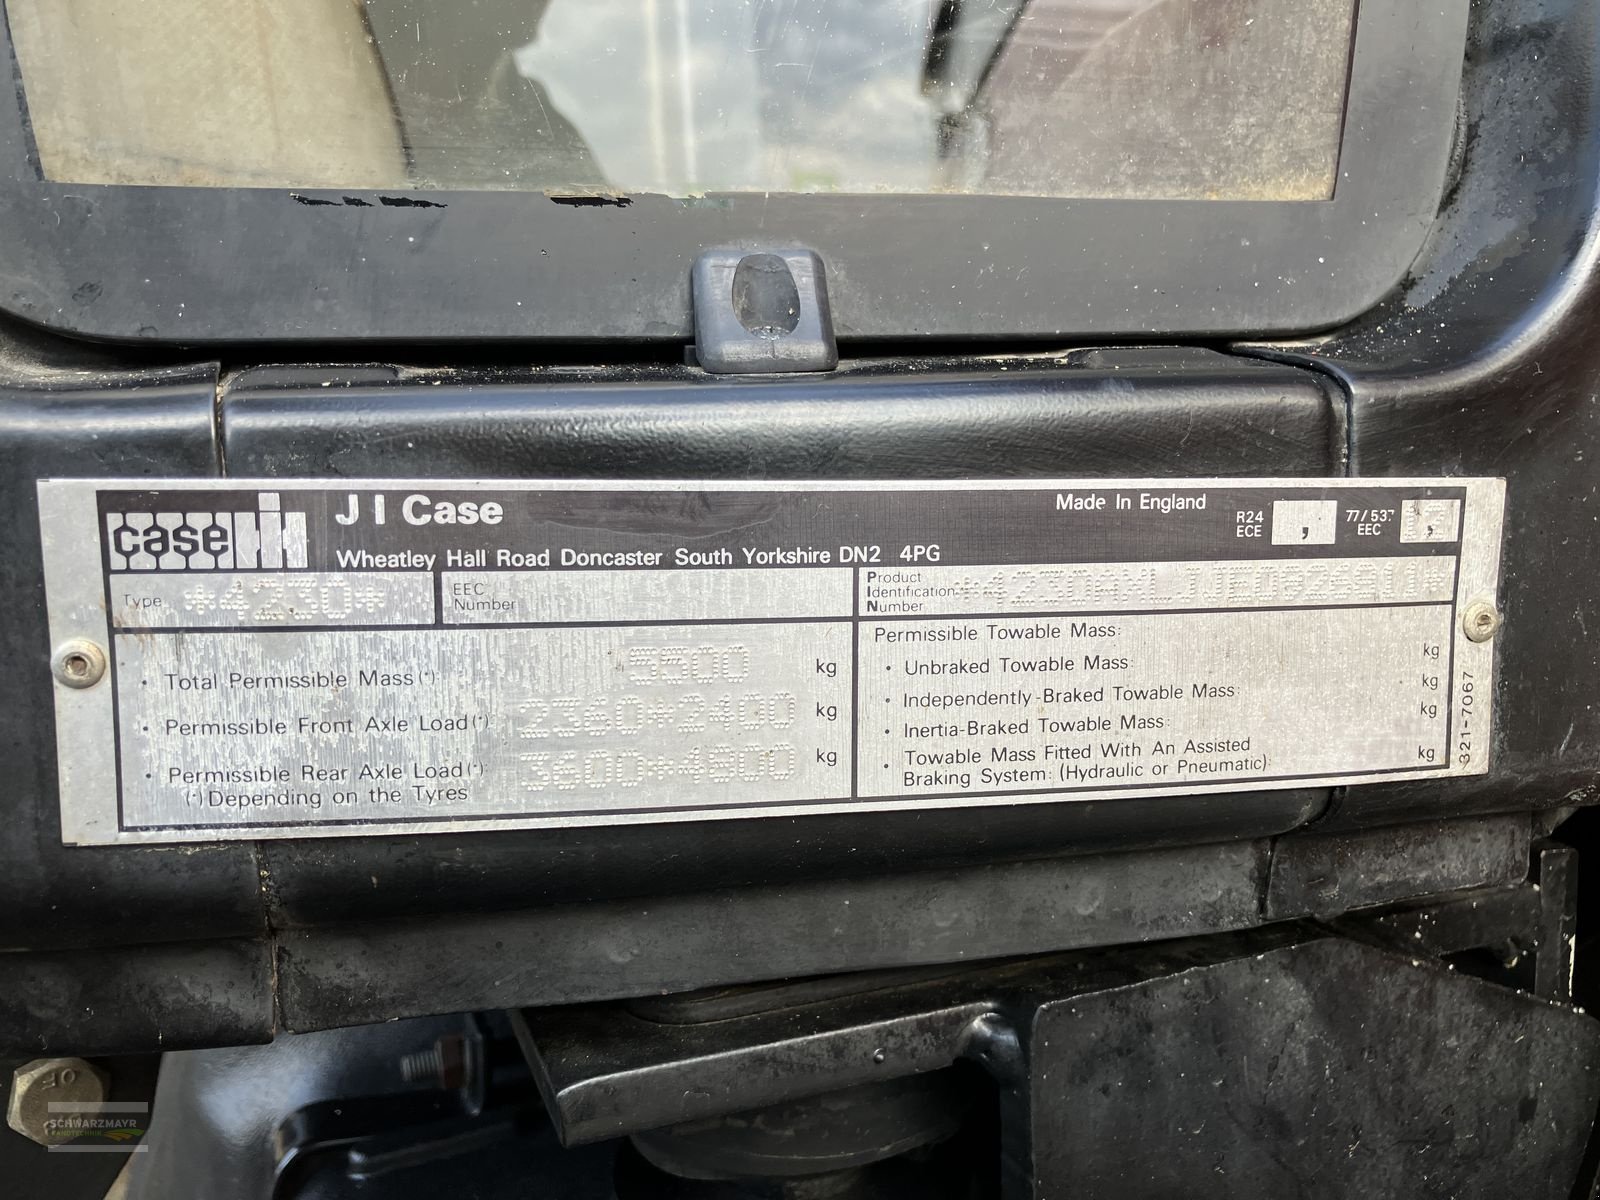 case IH
J I Case
Wheatley Hall Road Doncaster South Yorkshire DN2 4PG
Made In England
R24 ECE ,
77/537 EEC ,
Type *4230*
EEC Number
Product Identification Number
Total Permissible Mass(*): 5500 kg
Permissible Front Axle Load(*): 2360*2400 kg
Permissible Rear Axle Load(*): 3600*4800 kg
(*)Depending on the Tyres
Permissible Towable Mass:
• Unbraked Towable Mass: kg
• Independently-Braked Towable Mass: kg
• Inertia-Braked Towable Mass: kg
• Towable Mass Fitted With An Assisted
Braking System: (Hydraulic or Pneumatic): kg
321-7067
SCHWARZMAYR
LANDTECHNIK